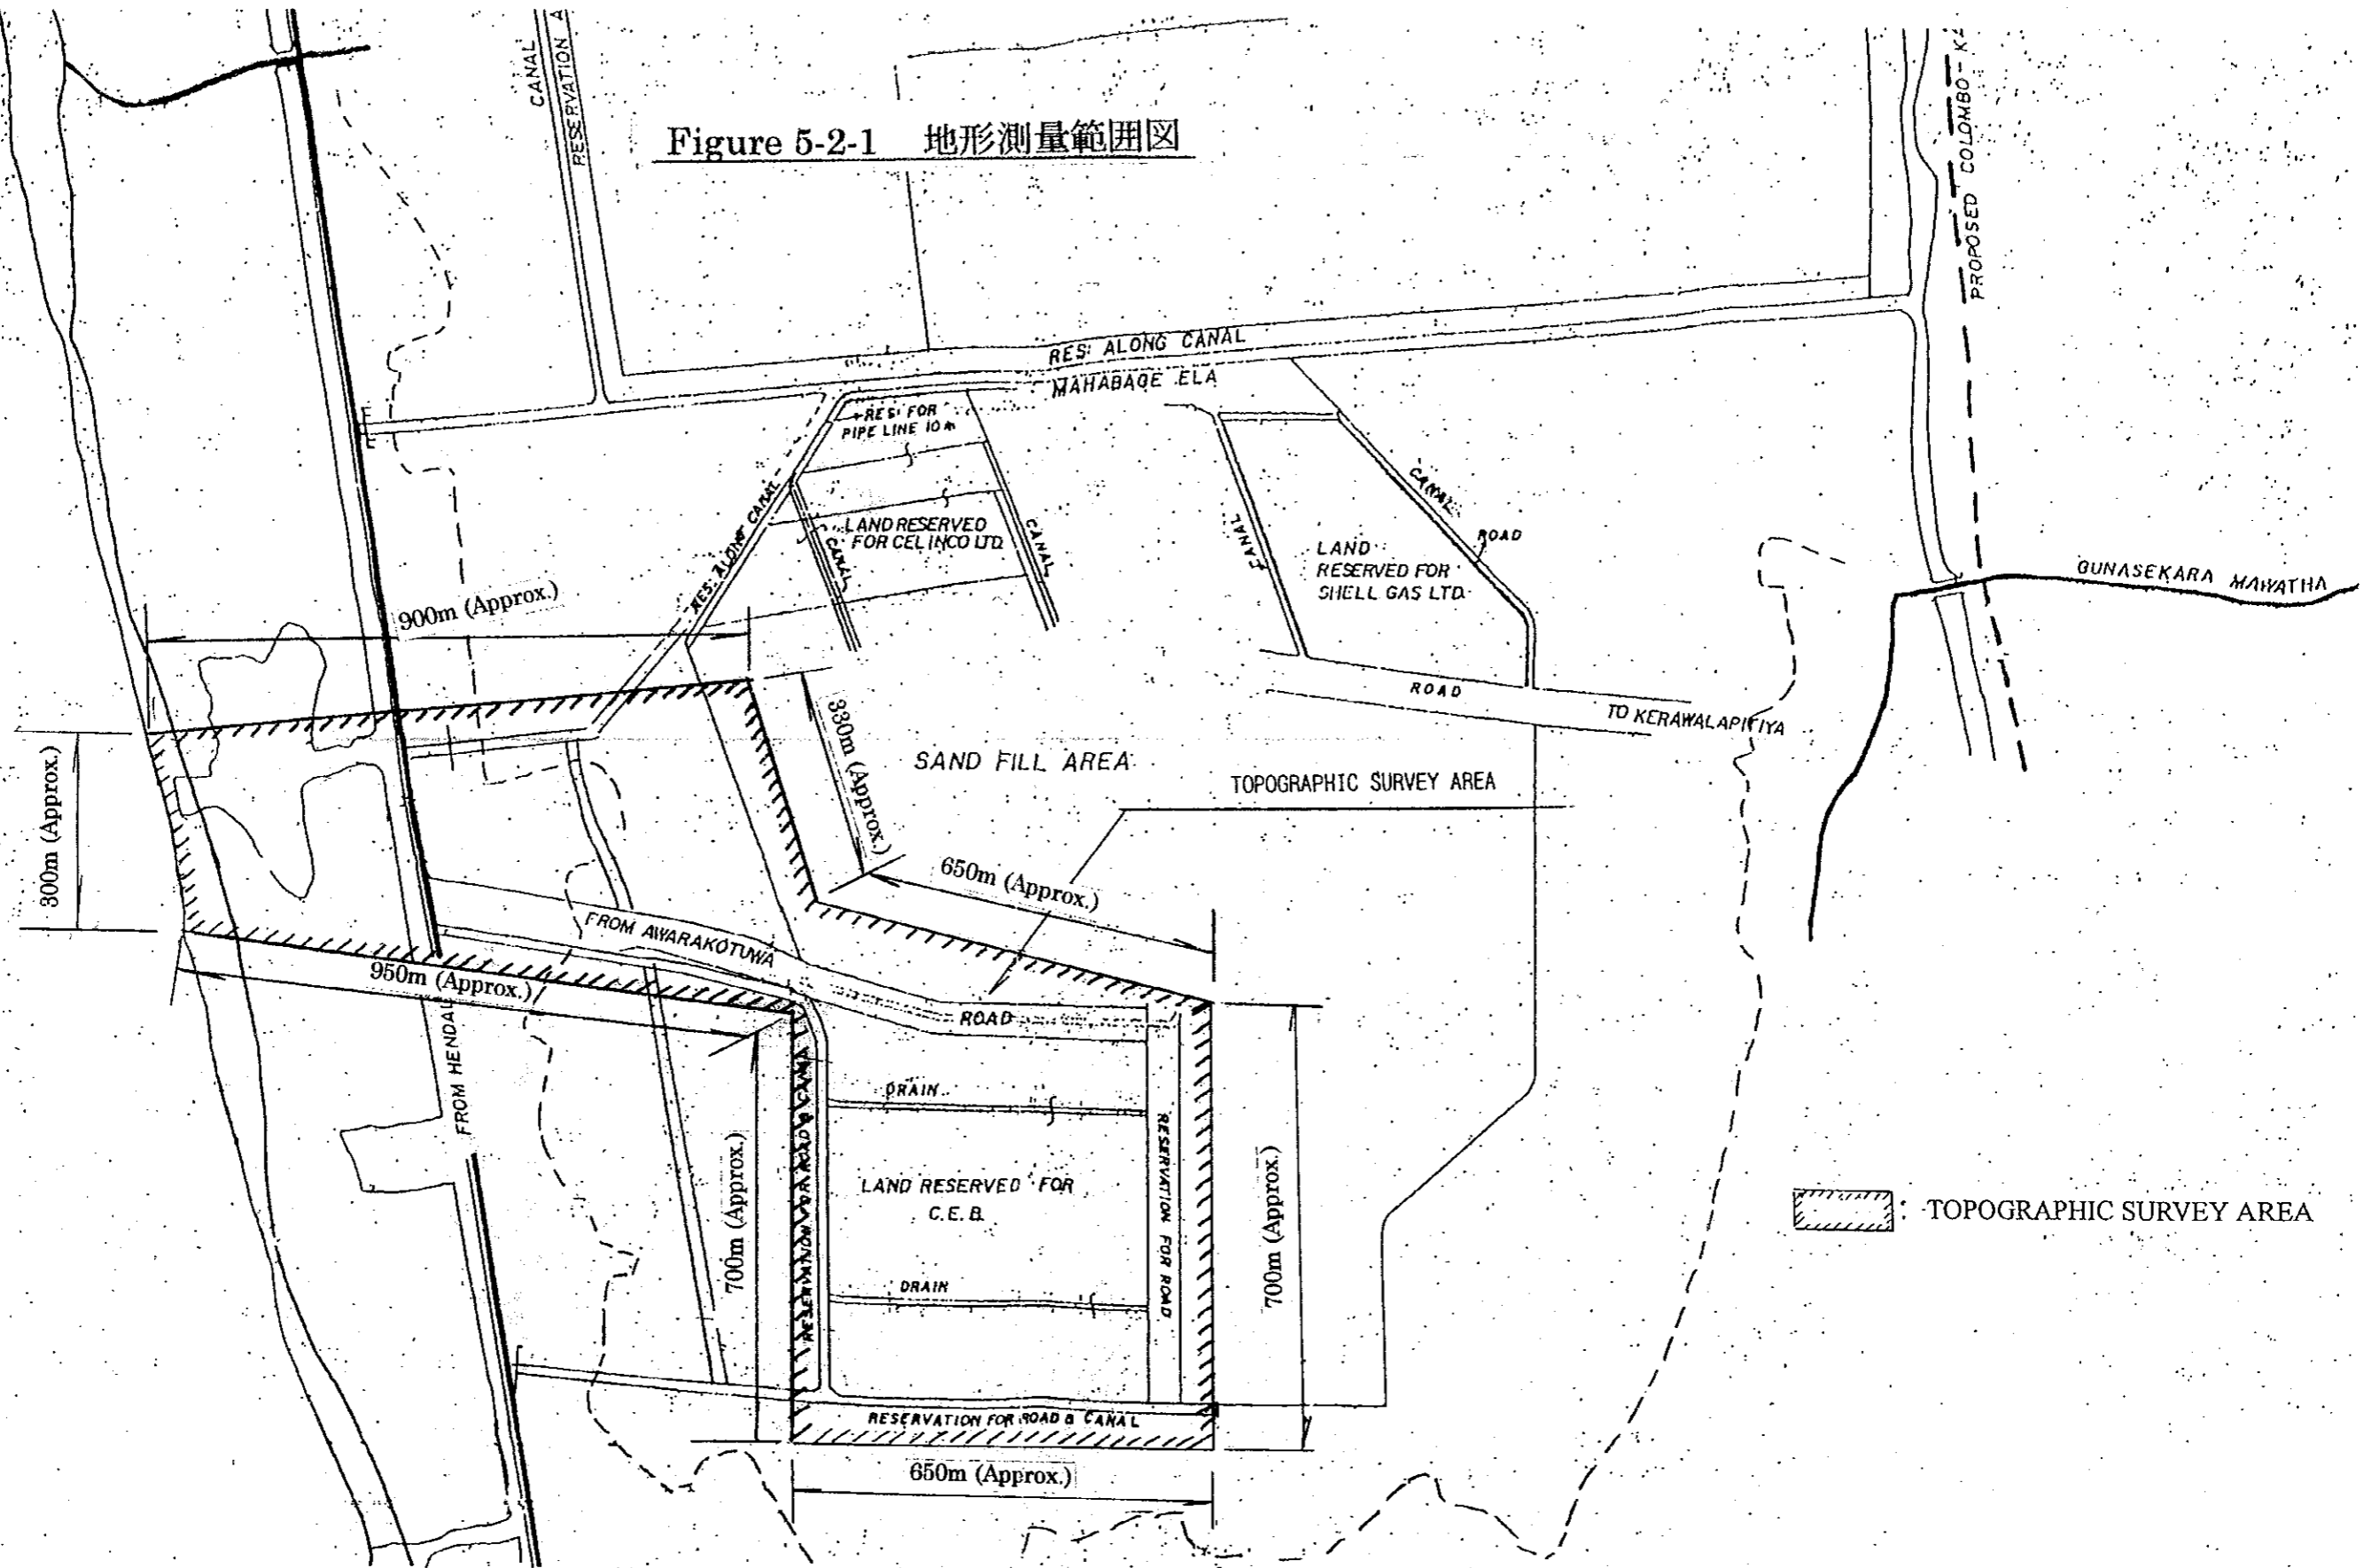 CANAL
RESERVATION A
Figure 5-2-1 地形測量範囲図
PROPOSED COLOMBO - KA
RES: ALONG CANAL
MAHABAGE ELA
RES: FOR
PIPE LINE 10 m
CANAL
ROAD
RES: ALONG CANAL
LAND RESERVED
FOR CELINCO LTD.
CANAL
CANAL
CANAL
LAND
RESERVED FOR
SHELL GAS LTD.
GUNASEKARA MAWATHA
900m (Approx.)
ROAD
TO KERAWALAPITIYA
330m (Approx.)
SAND FILL AREA
TOPOGRAPHIC SURVEY AREA
300m (Approx.)
650m (Approx.)
FROM AWARAKOTUWA
950m (Approx.)
ROAD
FROM HENDAL
DRAIN
RESERVATION FOR ROAD & CANAL
LAND RESERVED FOR
C.E.B.
RESERVATION FOR ROAD
700m (Approx.)
700m (Approx.)
: TOPOGRAPHIC SURVEY AREA
DRAIN
RESERVATION FOR ROAD & CANAL
650m (Approx.)